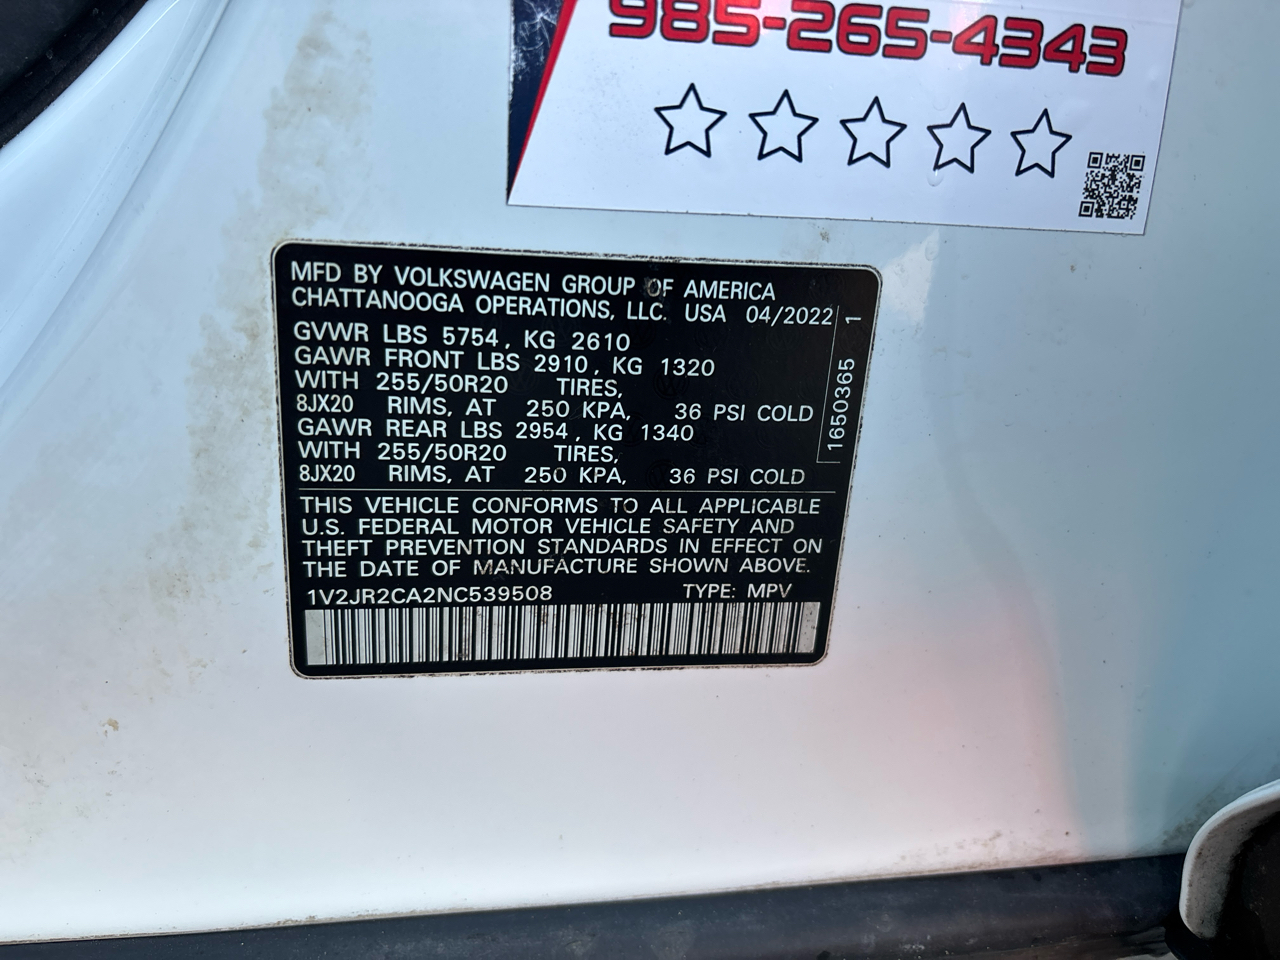 985-265-4343
MFD BY VOLKSWAGEN GROUP OF AMERICA
CHATTANOOGA OPERATIONS, LLC. USA 04/2022
GVWR LBS 5754, KG 2610
GAWR FRONT LBS 2910, KG 1320
WITH 255/50R20 TIRES,
8JX20 RIMS, AT 250 KPA, 36 PSI COLD
GAWR REAR LBS 2954, KG 1340
WITH 255/50R20 TIRES,
8JX20 RIMS, AT 250 KPA, 36 PSI COLD
1650365 1
THIS VEHICLE CONFORMS TO ALL APPLICABLE
U.S. FEDERAL MOTOR VEHICLE SAFETY AND
THEFT PREVENTION STANDARDS IN EFFECT ON
THE DATE OF MANUFACTURE SHOWN ABOVE.
1V2JR2CA2NC539508 TYPE: MPV